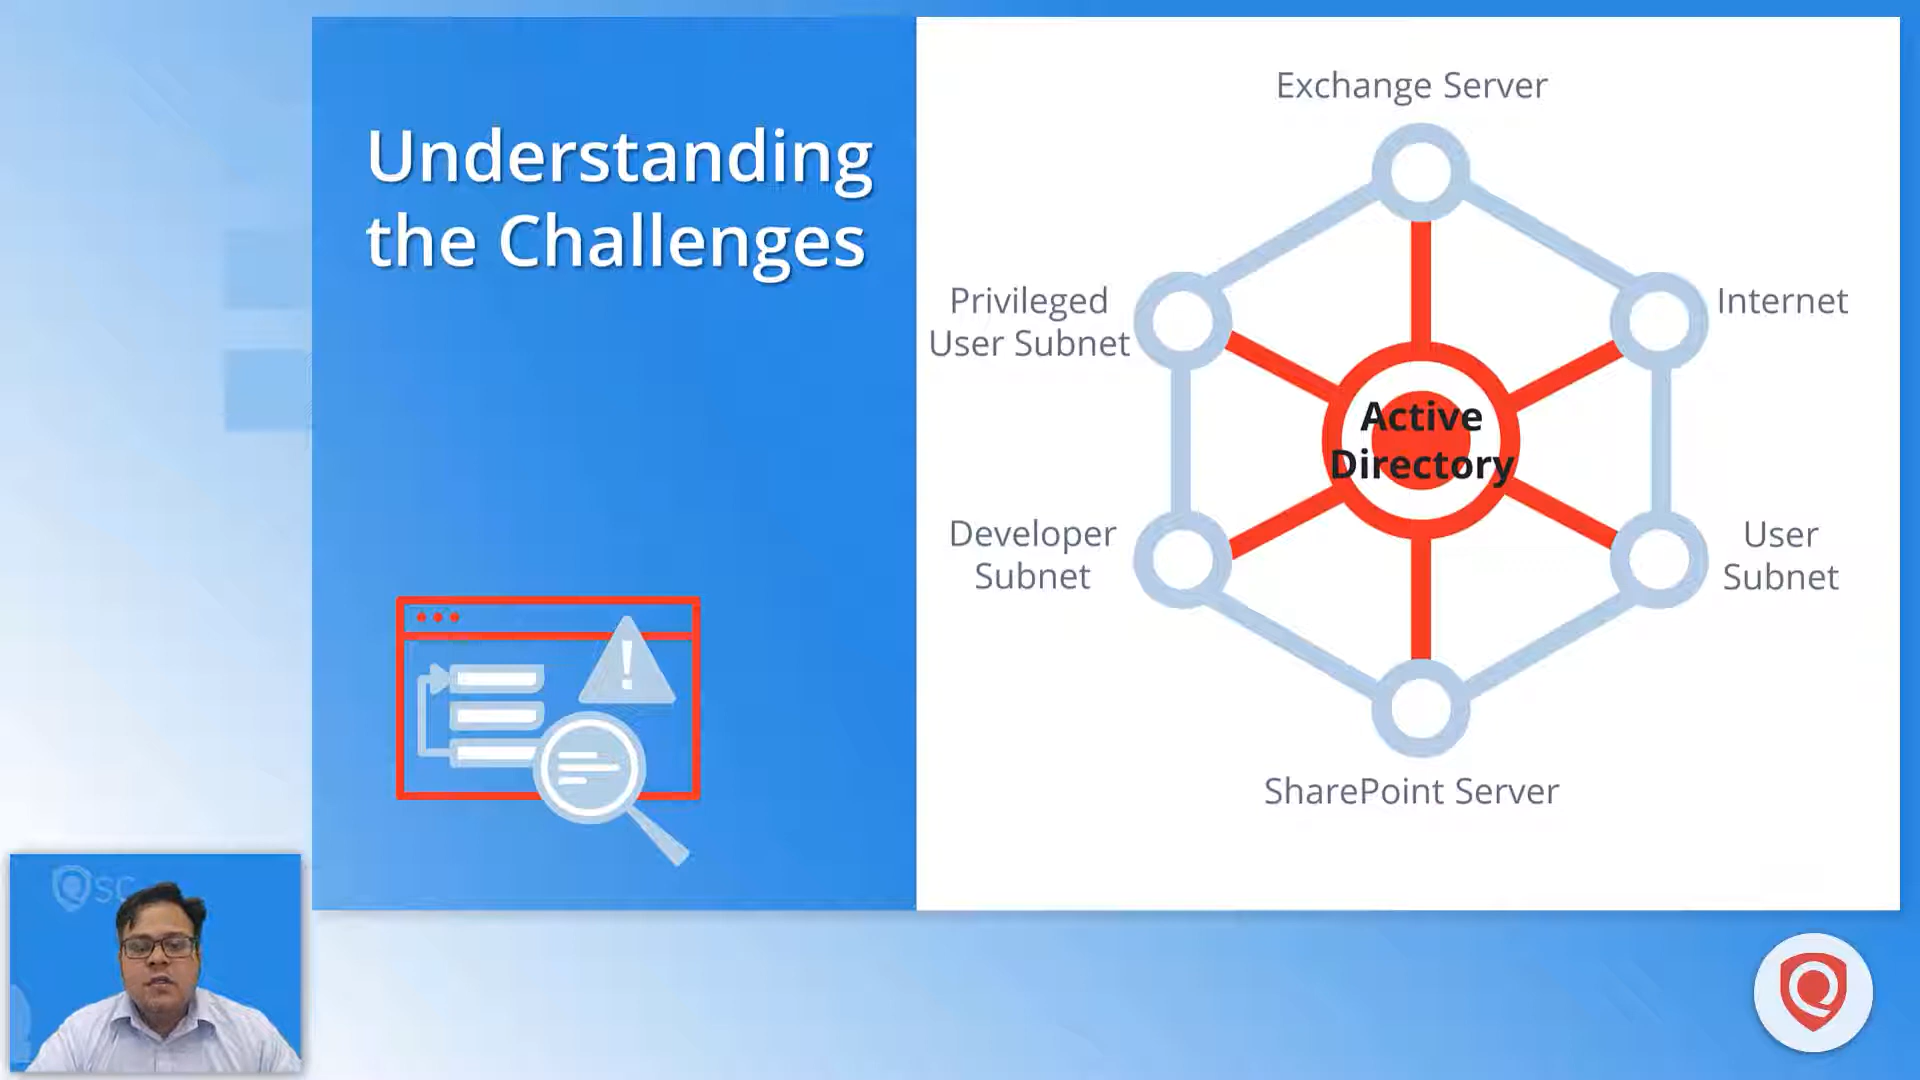 Understanding
the Challenges
Exchange Server
Privileged
User Subnet
Internet
Active
Directory
Developer
Subnet
User
Subnet
SharePoint Server